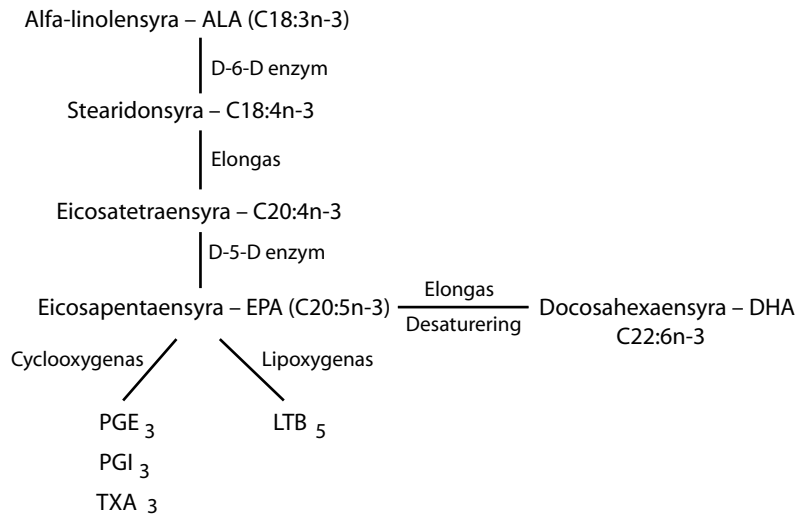 Alfa-linolensyra – ALA (C18:3n-3)
D-6-D enzym
Stearidonsyra – C18:4n-3
Elongas
Eicosatetraensyra – C20:4n-3
D-5-D enzym
Eicosapentaensyra – EPA (C20:5n-3)
Elongas
Desaturering
Docosahexaensyra – DHA
C22:6n-3
Cyclooxygenas
Lipoxygenas
PGE 3
LTB 5
PGI 3
TXA 3